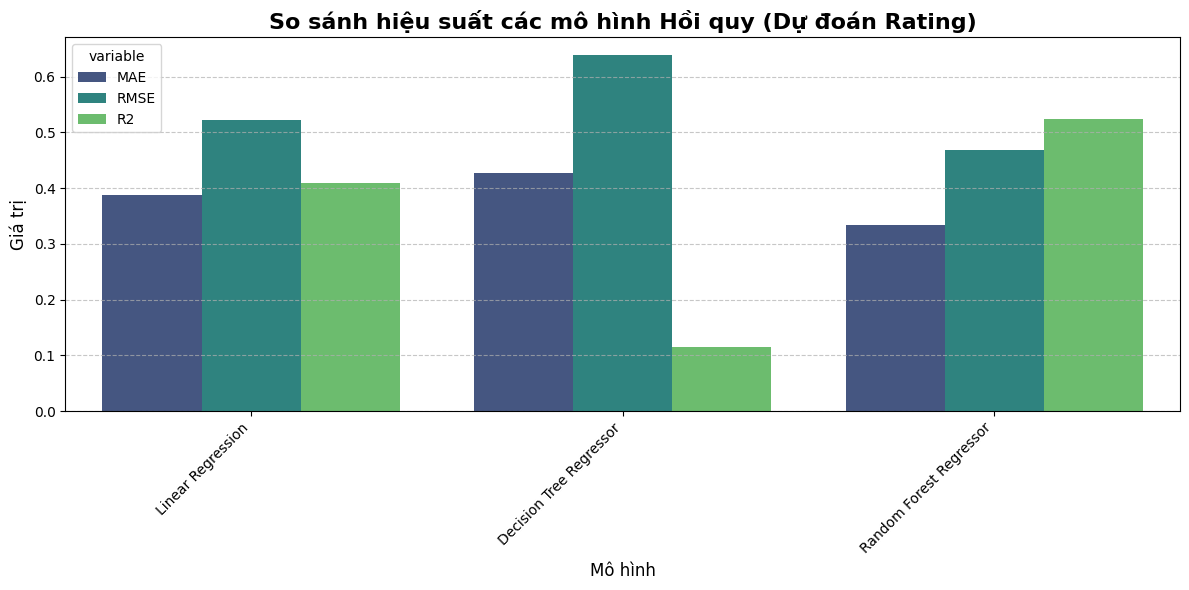 So sánh hiệu suất các mô hình Hồi quy (Dự đoán Rating)
variable
MAE
RMSE
R2
Giá trị
0.6
0.5
0.4
0.3
0.2
0.1
0.0
Linear Regression
Decision Tree Regressor
Random Forest Regressor
Mô hình